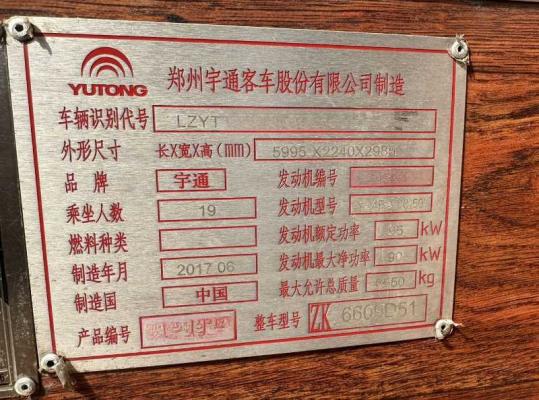 YUTONG
郑州宇通客车股份有限公司制造
车辆识别代号 LZYT
外形尺寸 长X宽X高(mm) 5995X2240X298
品牌 宇通 发动机编号
乘坐人数 19 发动机型号
燃料种类 发动机额定功率 95 kW
制造年月 2017 06 发动机最大净功率 90 kW
制造国 中国 最大允许总质量 kg
产品编号 整车型号 ZK 6609D51